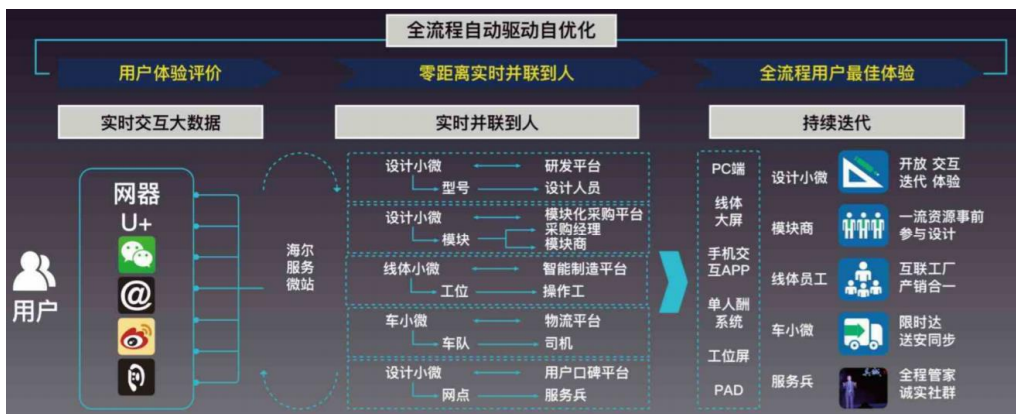 全流程自动驱动自优化
用户体验评价
零距离实时并联到人
全流程用户最佳体验
实时交互大数据
实时并联到人
持续迭代
用户
网器
U+
@
海尔
服务
微站
设计小微
研发平台
型号
设计人员
设计小微
模块化采购平台
模块
采购经理
模块商
线体小微
智能制造平台
工位
操作工
车小微
物流平台
车队
司机
设计小微
用户口碑平台
网点
服务兵
PC端
线体
大屏
手机交
互APP
单人酬
系统
工位屏
PAD
设计小微
开放 交互
迭代 体验
模块商
一流资源事前
参与设计
线体员工
互联工厂
产销合一
车小微
限时达
送安同步
服务兵
全程管家
诚实社群